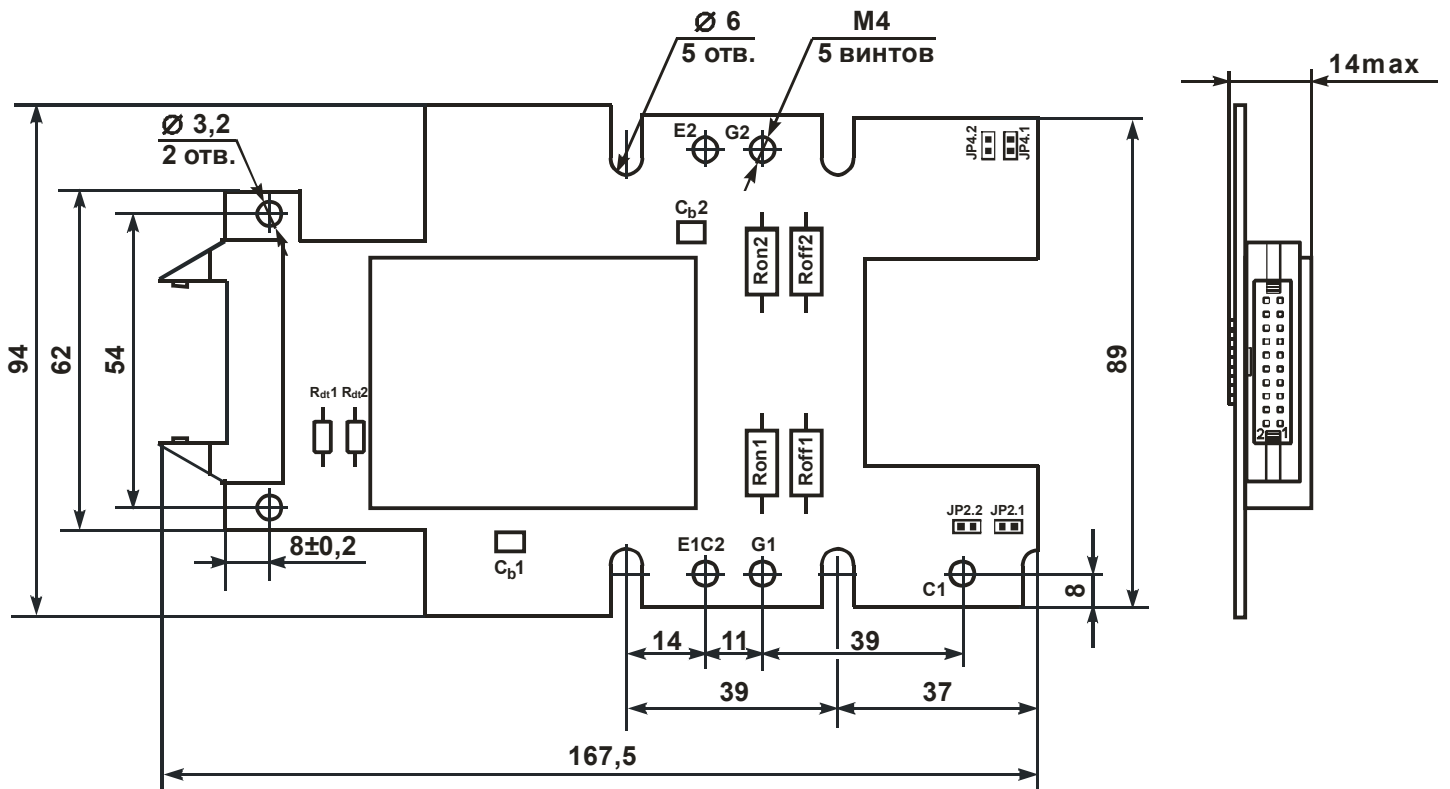 Ø 6
5 отв.
M4
5 винтов
14max
Ø 3,2
2 отв.
E2
G2
JP4.2
JP4.1
Cb2
Ron2
Roff2
94
62
54
89
Rdt1
Rdt2
Ron1
Roff1
2
1
JP2.2
JP2.1
8±0,2
Cb1
E1C2
G1
C1
8
14
11
39
39
37
167,5